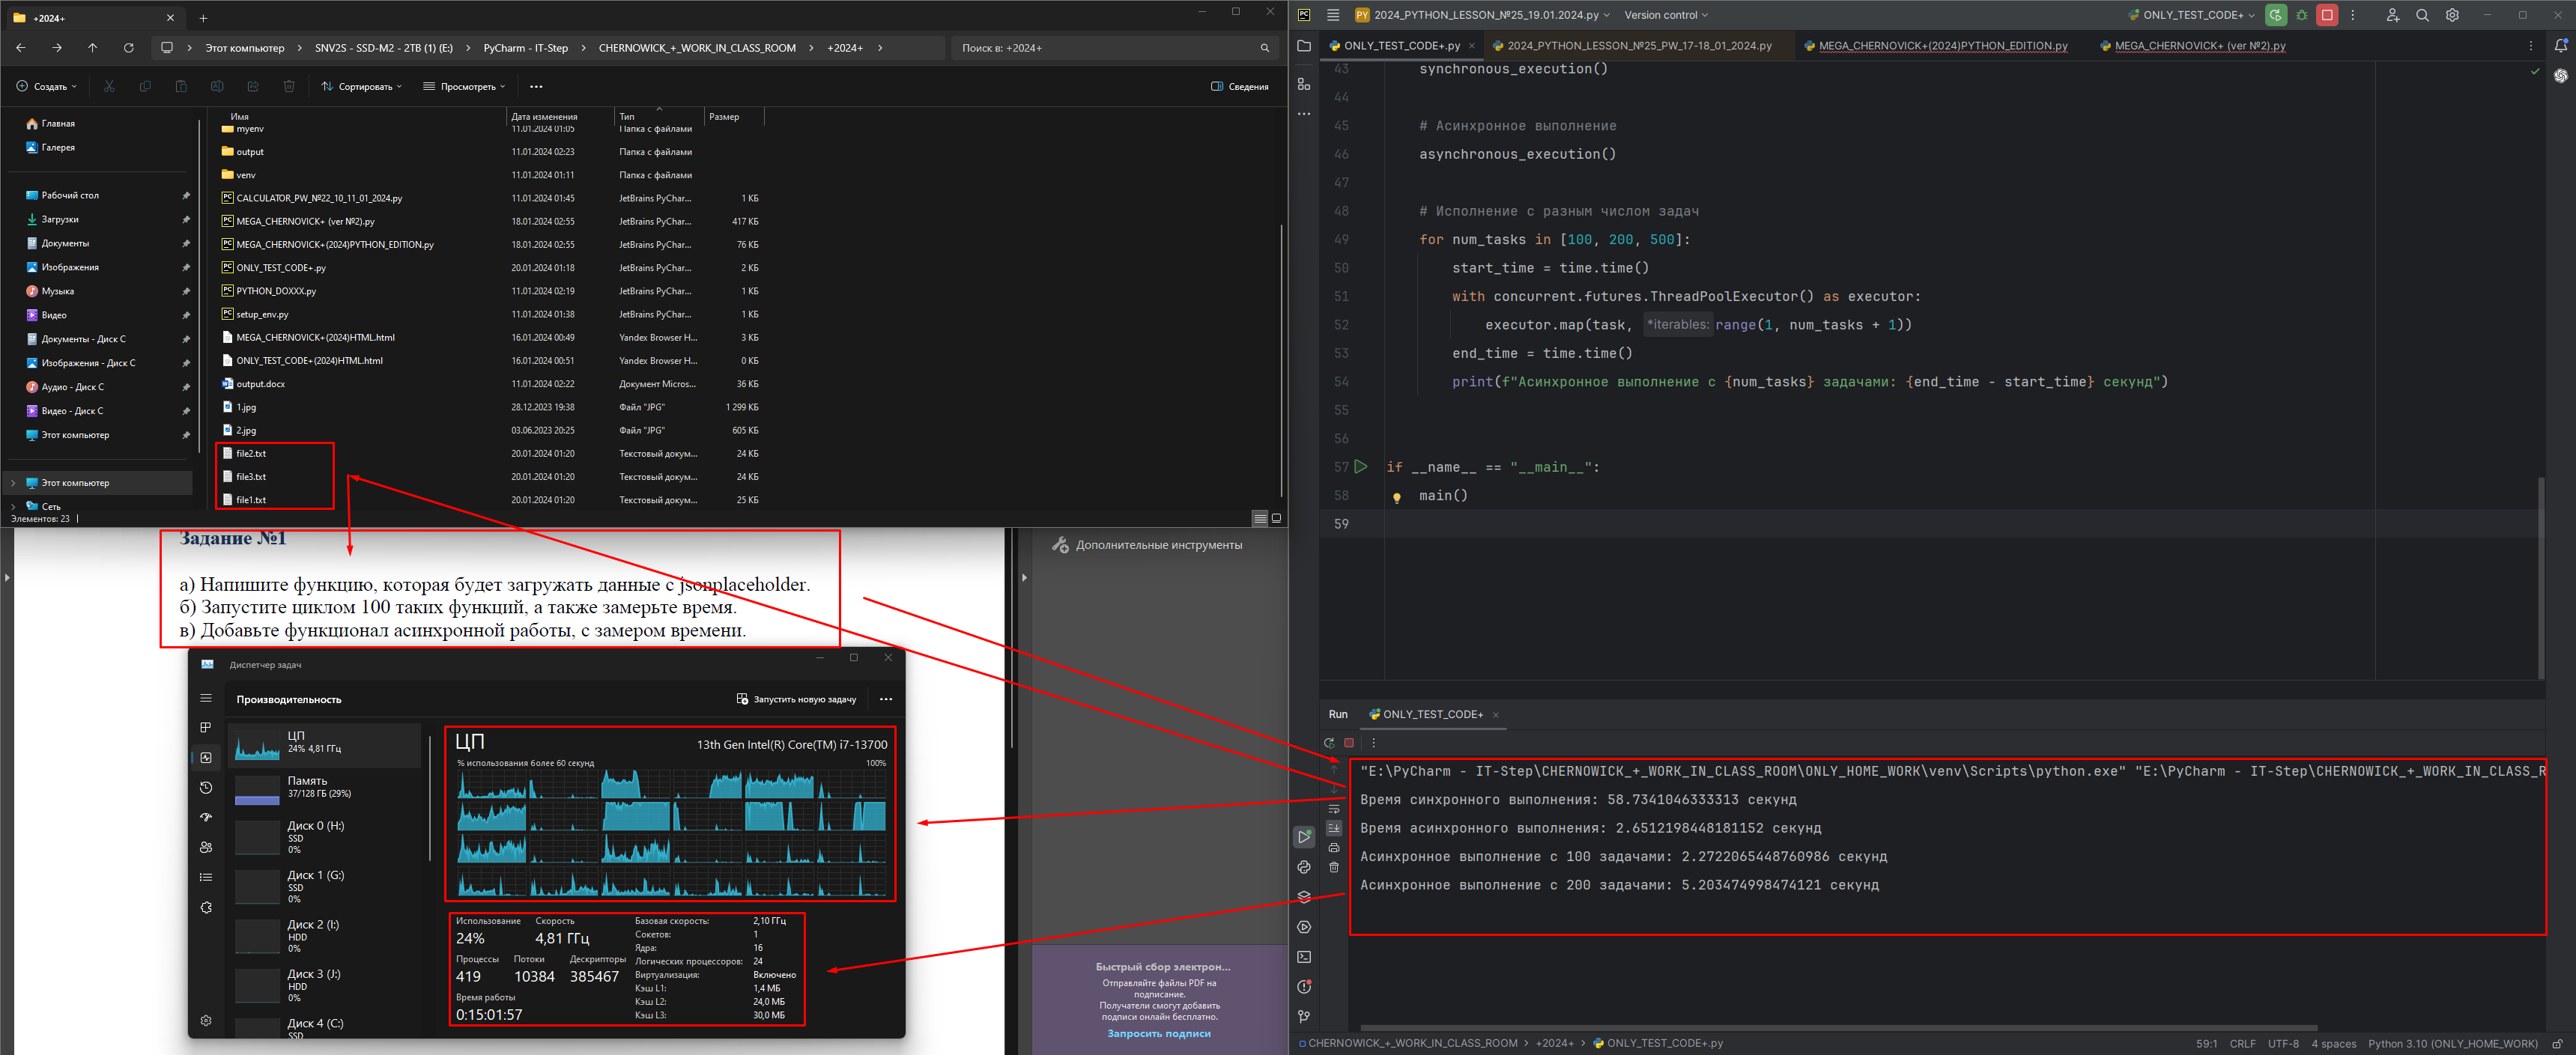 +2024+
Этот компьютер
SNV2S - SSD-M2 - 2TB (1) (E:)
PyCharm - IT-Step
CHERNOWICK_+_WORK_IN_CLASS_ROOM
+2024+
Поиск в: +2024+
Создать
Сортировать
Просмотреть
Сведения
Главная
Галерея
Рабочий стол
Загрузки
Документы
Изображения
Музыка
Видео
Документы - Диск C
Изображения - Диск C
Аудио - Диск C
Видео - Диск C
Этот компьютер
Этот компьютер
Сеть
Элементов: 23
Имя Дата изменения Тип Размер
myenv 11.01.2024 01:05 Папка с файлами
output 11.01.2024 02:23 Папка с файлами
venv 11.01.2024 01:11 Папка с файлами
CALCULATOR_PW_№22_10_11_01_2024.py 11.01.2024 01:45 JetBrains PyChar... 1 КБ
MEGA_CHERNOVICK+ (ver №2).py 18.01.2024 02:55 JetBrains PyChar... 417 КБ
MEGA_CHERNOVICK+(2024)PYTHON_EDITION.py 18.01.2024 02:55 JetBrains PyChar... 76 КБ
ONLY_TEST_CODE+.py 20.01.2024 01:18 JetBrains PyChar... 2 КБ
PYTHON_DOXXX.py 11.01.2024 02:19 JetBrains PyChar... 1 КБ
setup_env.py 11.01.2024 01:38 JetBrains PyChar... 1 КБ
MEGA_CHERNOVICK+(2024)HTML.html 16.01.2024 00:49 Yandex Browser H... 3 КБ
ONLY_TEST_CODE+(2024)HTML.html 16.01.2024 00:51 Yandex Browser H... 0 КБ
output.docx 11.01.2024 02:22 Документ Micros... 36 КБ
1.jpg 28.12.2023 19:38 Файл "JPG" 1 299 КБ
2.jpg 03.06.2023 20:25 Файл "JPG" 605 КБ
file2.txt 20.01.2024 01:20 Текстовый докум... 24 КБ
file3.txt 20.01.2024 01:20 Текстовый докум... 24 КБ
file1.txt 20.01.2024 01:20 Текстовый докум... 25 КБ
Задание №1
а) Напишите функцию, которая будет загружать данные с jsonplaceholder.
б) Запустите циклом 100 таких функций, а также замерьте время.
в) Добавьте функционал асинхронной работы, с замером времени.
Дополнительные инструменты
Быстрый сбор электрон...
Отправляйте файлы PDF на
подписание.
Получатели смогут добавить
подписи онлайн бесплатно.
Запросить подписи
Диспетчер задач
Производительность
Запустить новую задачу
ЦП
24% 4,81 ГГц
Память
37/128 ГБ (29%)
Диск 0 (H:)
SSD
0%
Диск 1 (G:)
SSD
0%
Диск 2 (I:)
HDD
0%
Диск 3 (J:)
HDD
0%
Диск 4 (C:)
SSD
ЦП 13th Gen Intel(R) Core(TM) i7-13700
% использования более 60 секунд 100%
Использование Скорость
24% 4,81 ГГц
Процессы Потоки Дескрипторы
419 10384 385467
Время работы
0:15:01:57
Базовая скорость: 2,10 ГГц
Сокетов: 1
Ядра: 16
Логических процессоров: 24
Виртуализация: Включено
Кэш L1: 1,4 МБ
Кэш L2: 24,0 МБ
Кэш L3: 30,0 МБ
PC
PY 2024_PYTHON_LESSON_№25_19.01.2024.py
Version control
ONLY_TEST_CODE+
ONLY_TEST_CODE+.py
2024_PYTHON_LESSON_№25_PW_17-18_01_2024.py
MEGA_CHERNOVICK+(2024)PYTHON_EDITION.py
MEGA_CHERNOVICK+ (ver №2).py
43 synchronous_execution()
44
45 # Асинхронное выполнение
46 asynchronous_execution()
47
48 # Исполнение с разным числом задач
49 for num_tasks in [100, 200, 500]:
50 start_time = time.time()
51 with concurrent.futures.ThreadPoolExecutor() as executor:
52 executor.map(task, *iterables: range(1, num_tasks + 1))
53 end_time = time.time()
54 print(f"Асинхронное выполнение с {num_tasks} задачами: {end_time - start_time} секунд")
55
56
57 if __name__ == "__main__":
58 main()
59
Run ONLY_TEST_CODE+
"E:\PyCharm - IT-Step\CHERNOWICK_+_WORK_IN_CLASS_ROOM\ONLY_HOME_WORK\venv\Scripts\python.exe" "E:\PyCharm - IT-Step\CHERNOWICK_+_WORK_IN_CLASS_R
Время синхронного выполнения: 58.7341046333313 секунд
Время асинхронного выполнения: 2.6512198448181152 секунд
Асинхронное выполнение с 100 задачами: 2.2722065448760986 секунд
Асинхронное выполнение с 200 задачами: 5.203474998474121 секунд
CHERNOWICK_+_WORK_IN_CLASS_ROOM
+2024+
ONLY_TEST_CODE+.py
59:1 CRLF UTF-8 4 spaces Python 3.10 (ONLY_HOME_WORK)